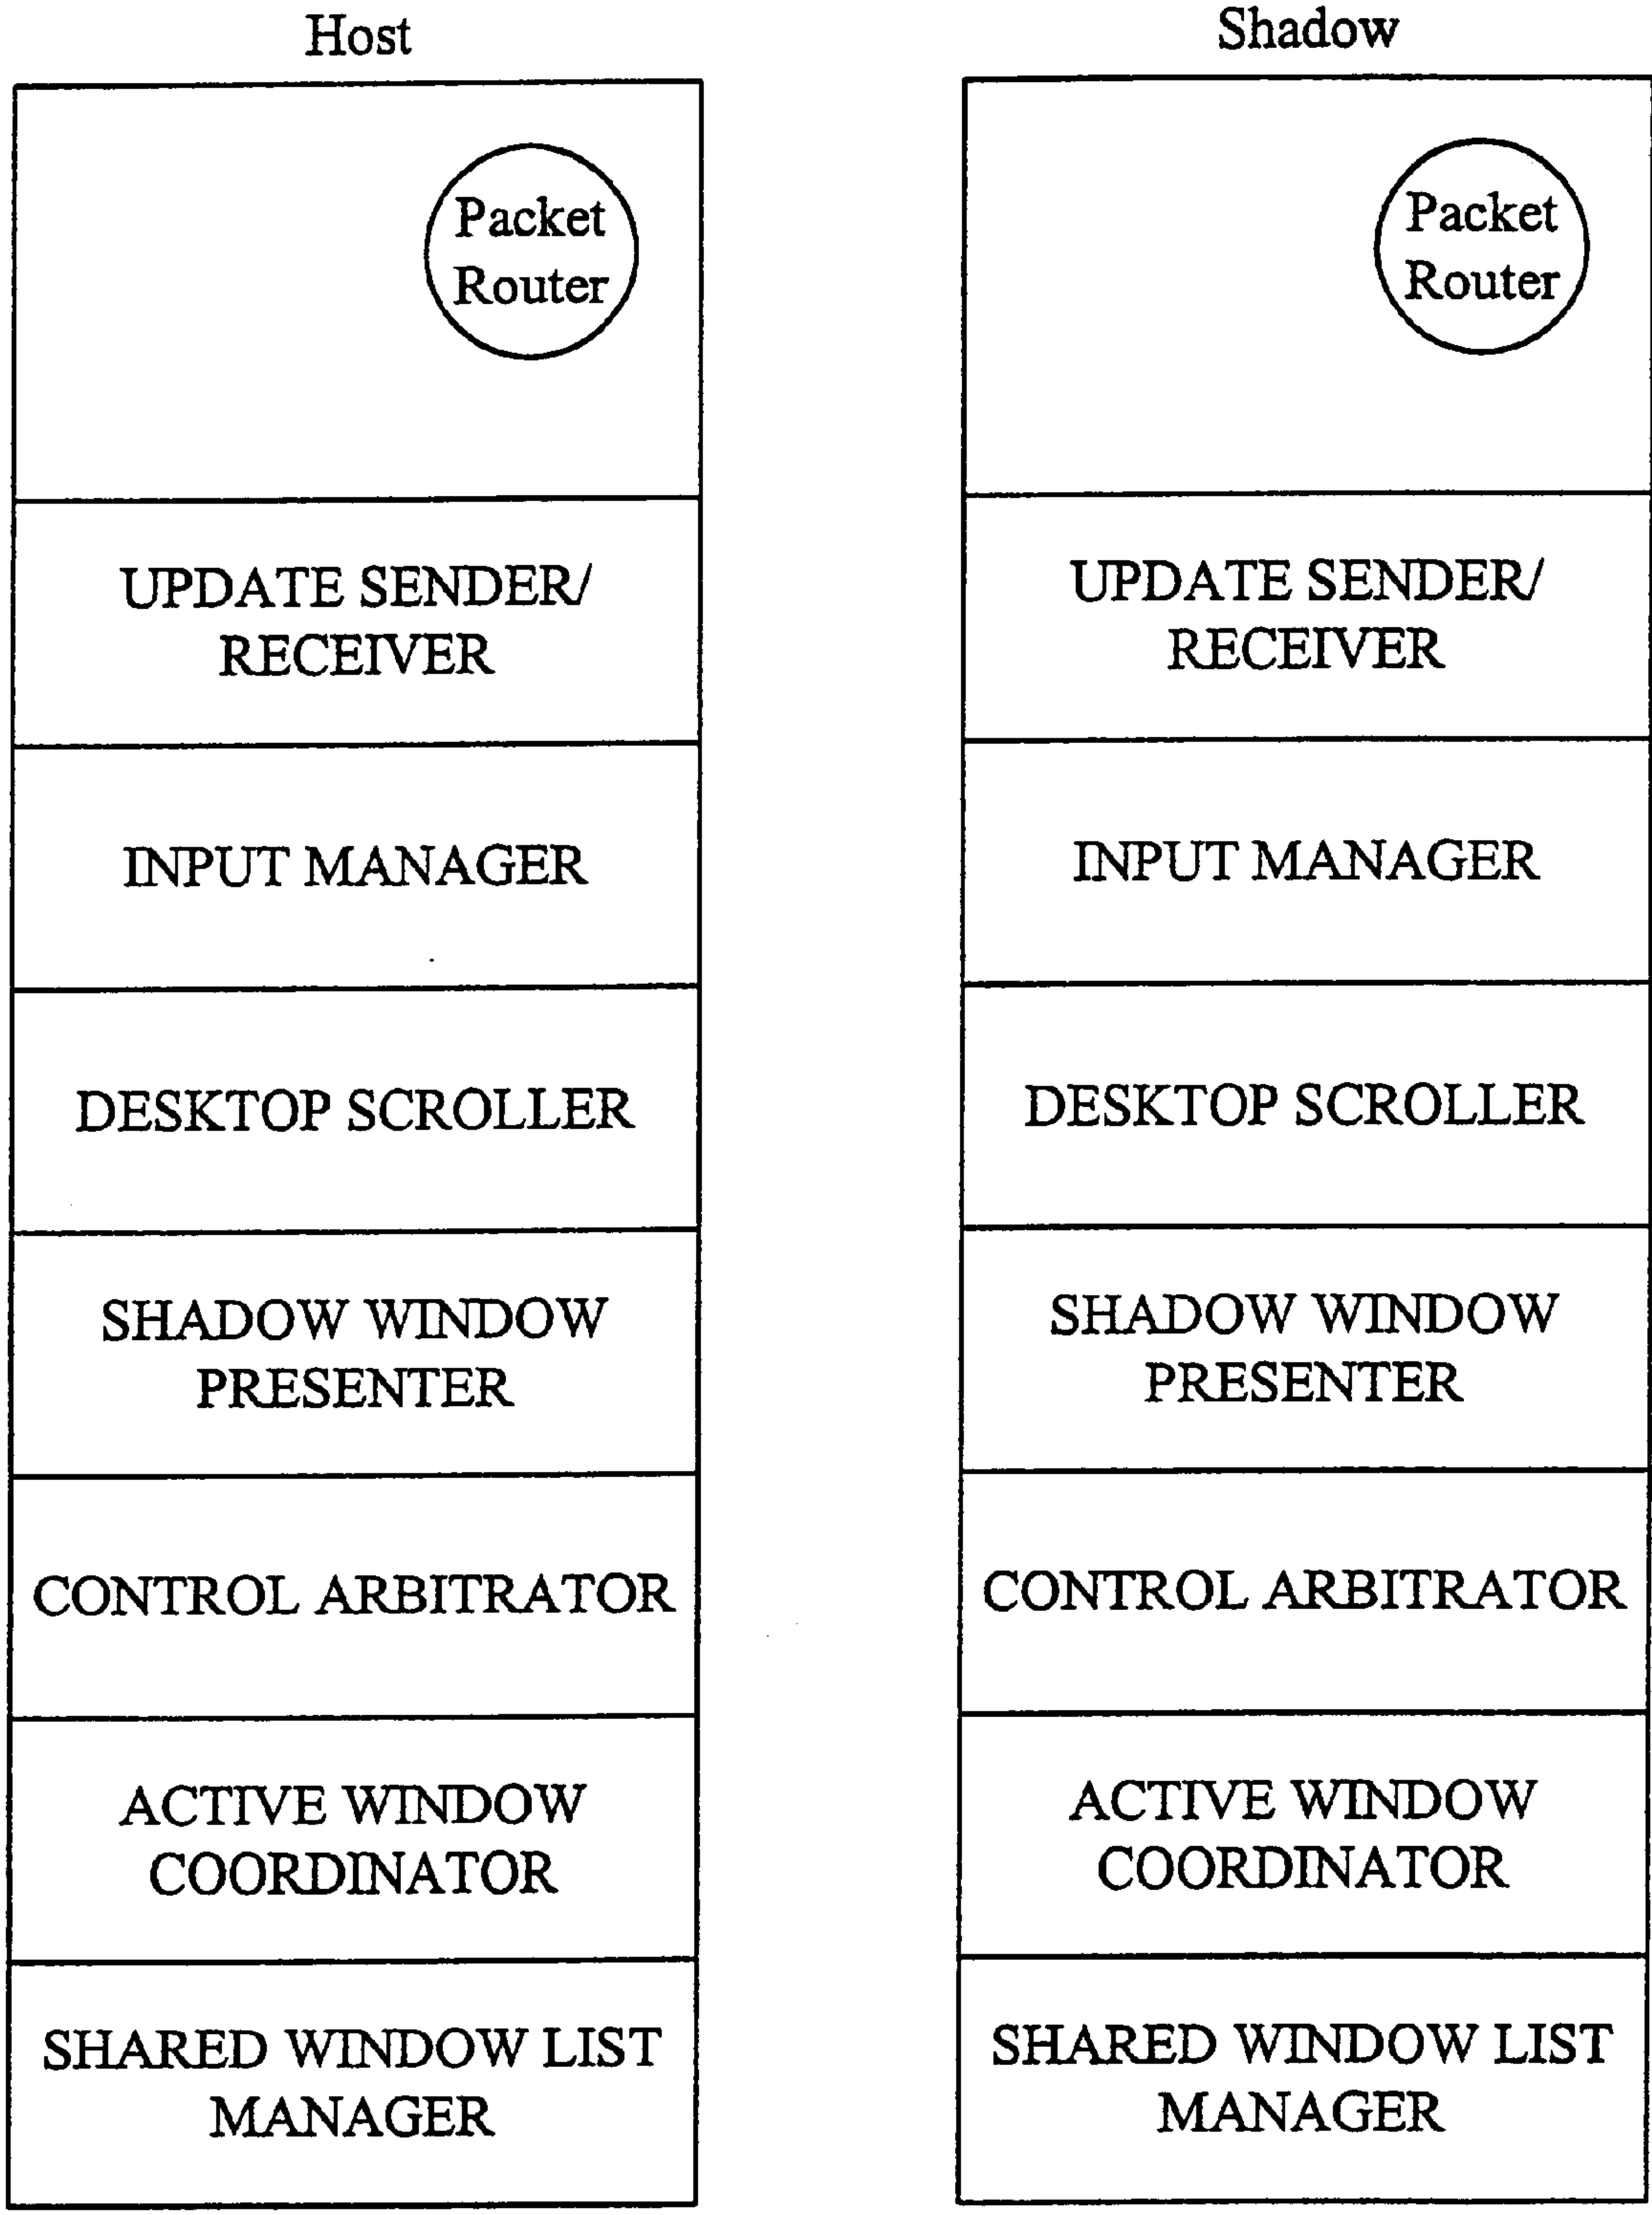 Host
Packet
Router
UPDATE SENDER/
RECEIVER
INPUT MANAGER
DESKTOP SCROLLER
SHADOW WINDOW
PRESENTER
CONTROL ARBITRATOR
ACTIVE WINDOW
COORDINATOR
SHARED WINDOW LIST
MANAGER
Shadow
Packet
Router
UPDATE SENDER/
RECEIVER
INPUT MANAGER
DESKTOP SCROLLER
SHADOW WINDOW
PRESENTER
CONTROL ARBITRATOR
ACTIVE WINDOW
COORDINATOR
SHARED WINDOW LIST
MANAGER